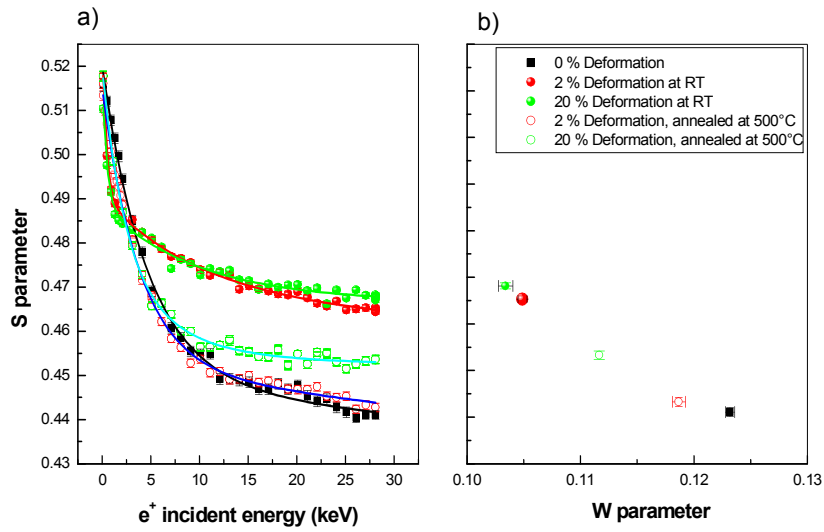 a)
b)
0.52
0.51
0.50
0.49
0.48
0.47
0.46
0.45
0.44
0.43
S parameter
0
5
10
15
20
25
30
e⁺ incident energy (keV)
0 % Deformation
2 % Deformation at RT
20 % Deformation at RT
2 % Deformation, annealed at 500°C
20 % Deformation, annealed at 500°C
0.10
0.11
0.12
0.13
W parameter